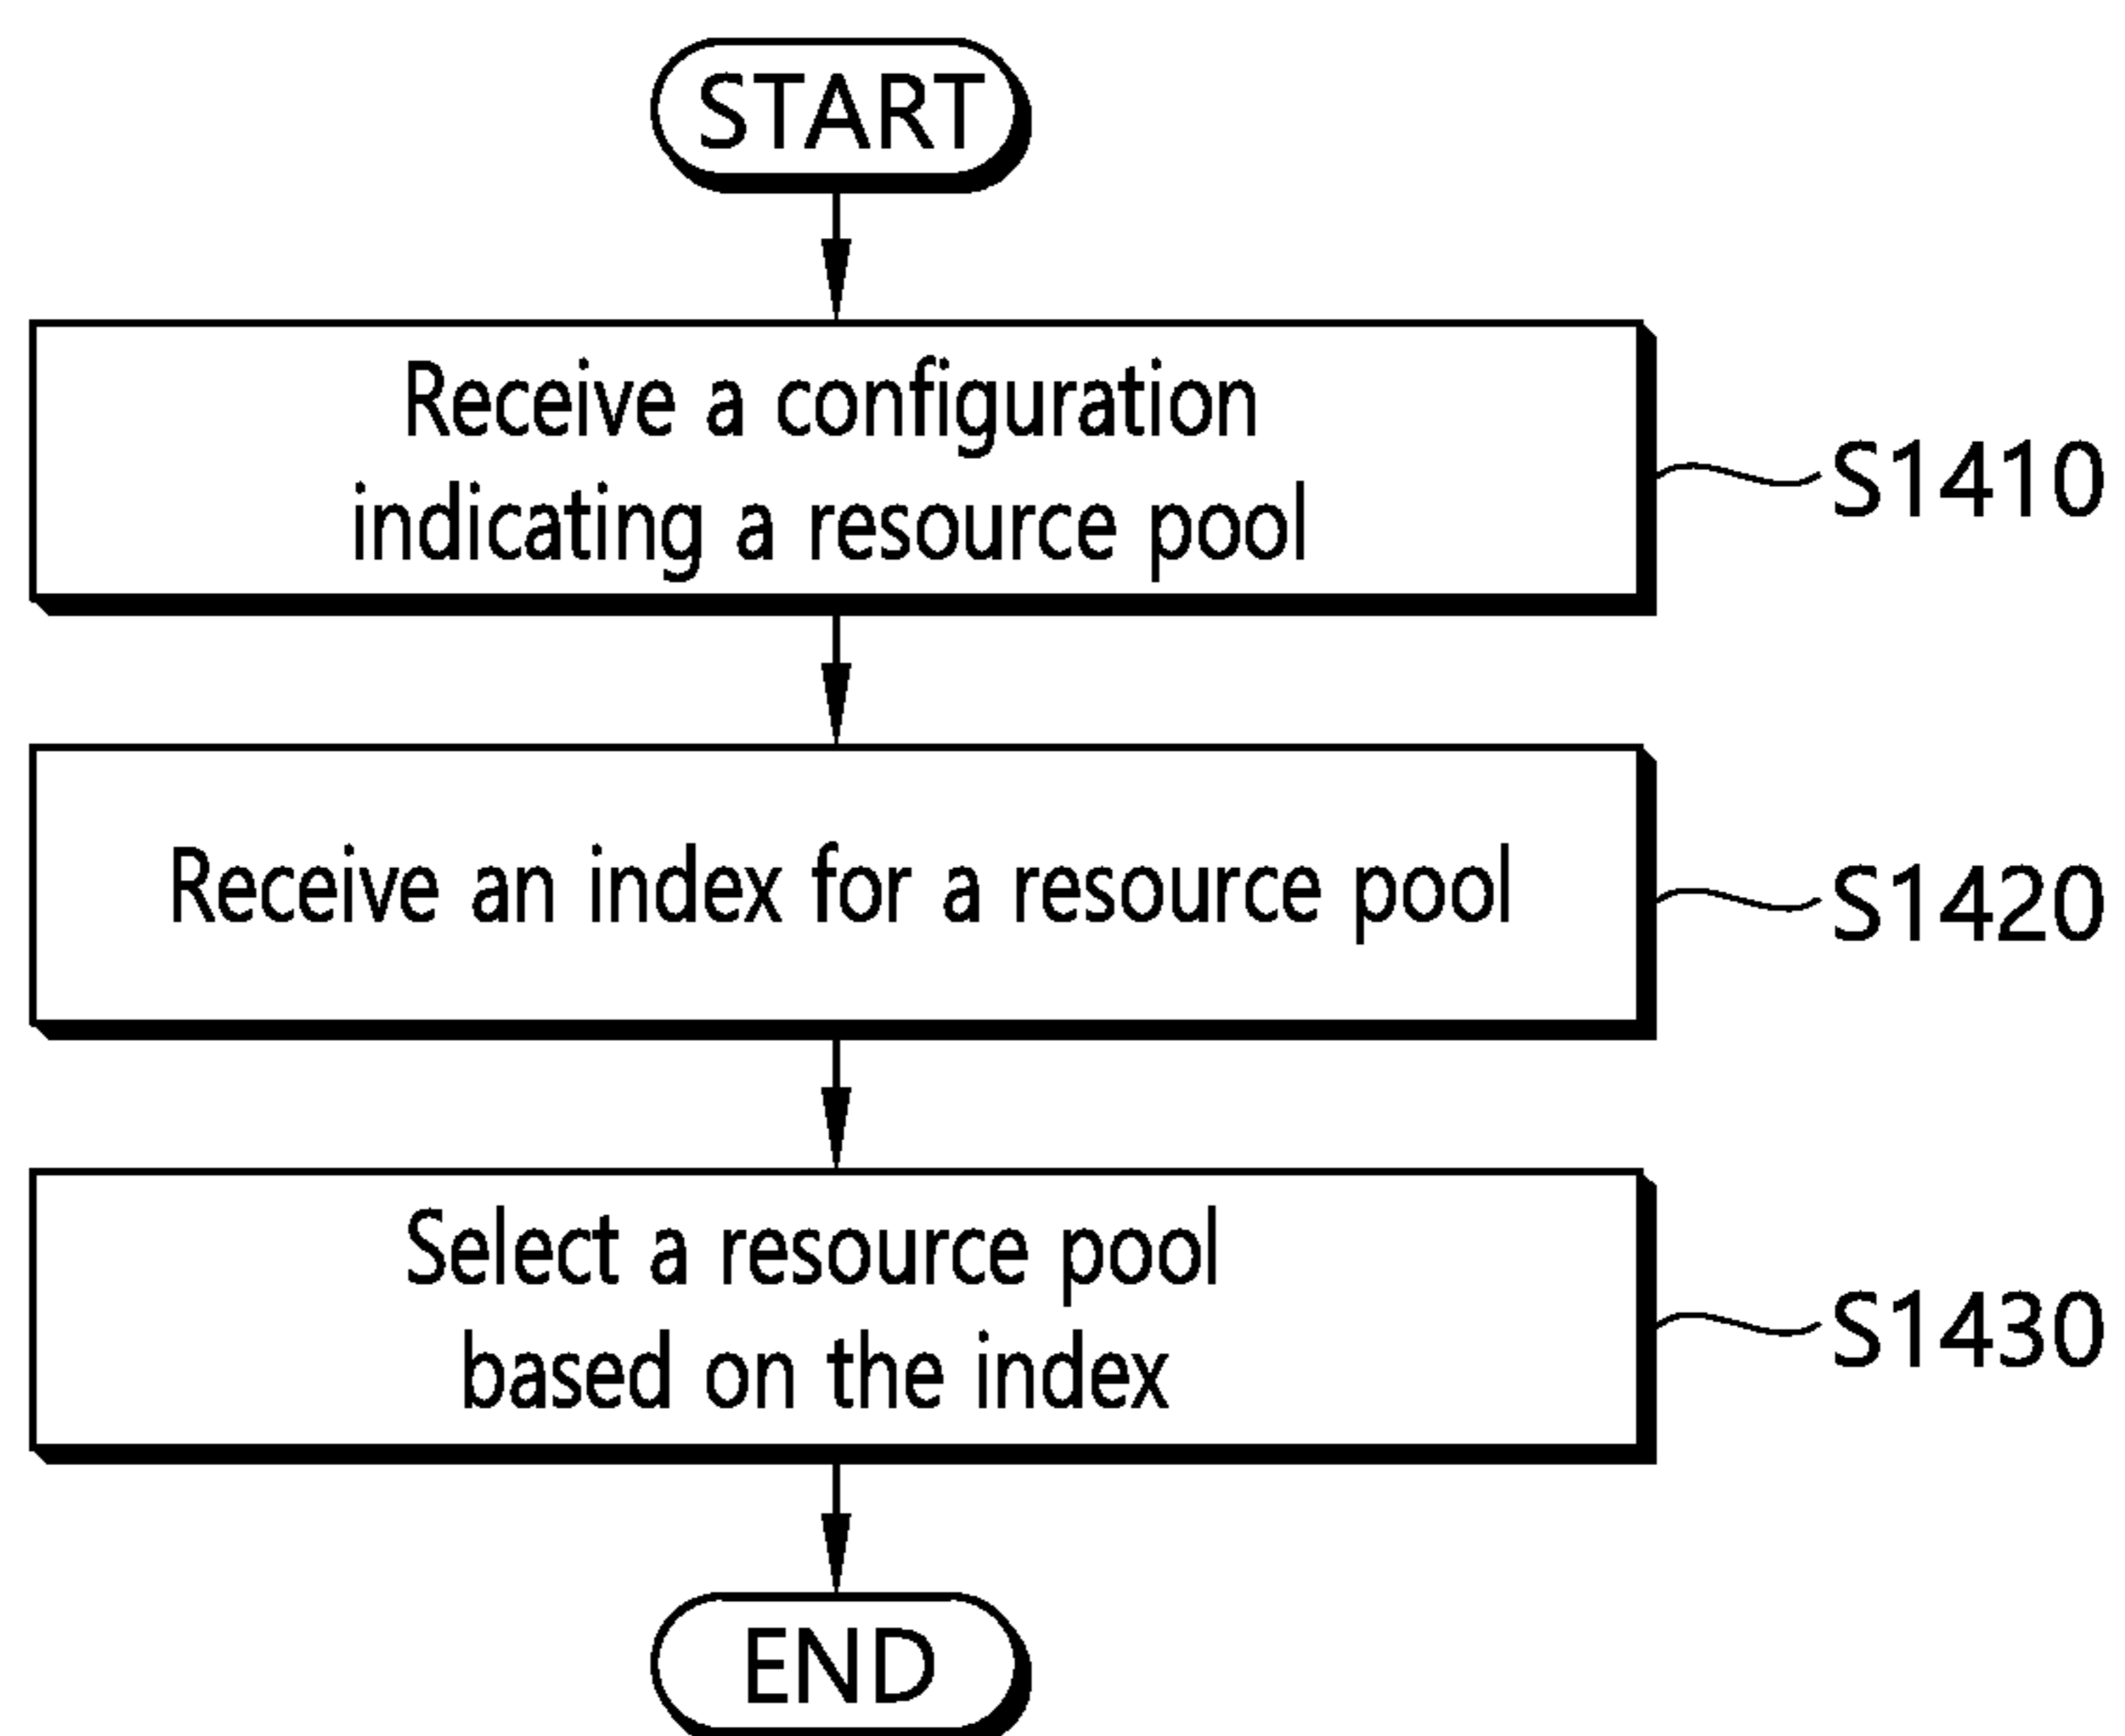 START
Receive a configuration
indicating a resource pool
S1410
Receive an index for a resource pool
S1420
Select a resource pool
based on the index
S1430
END